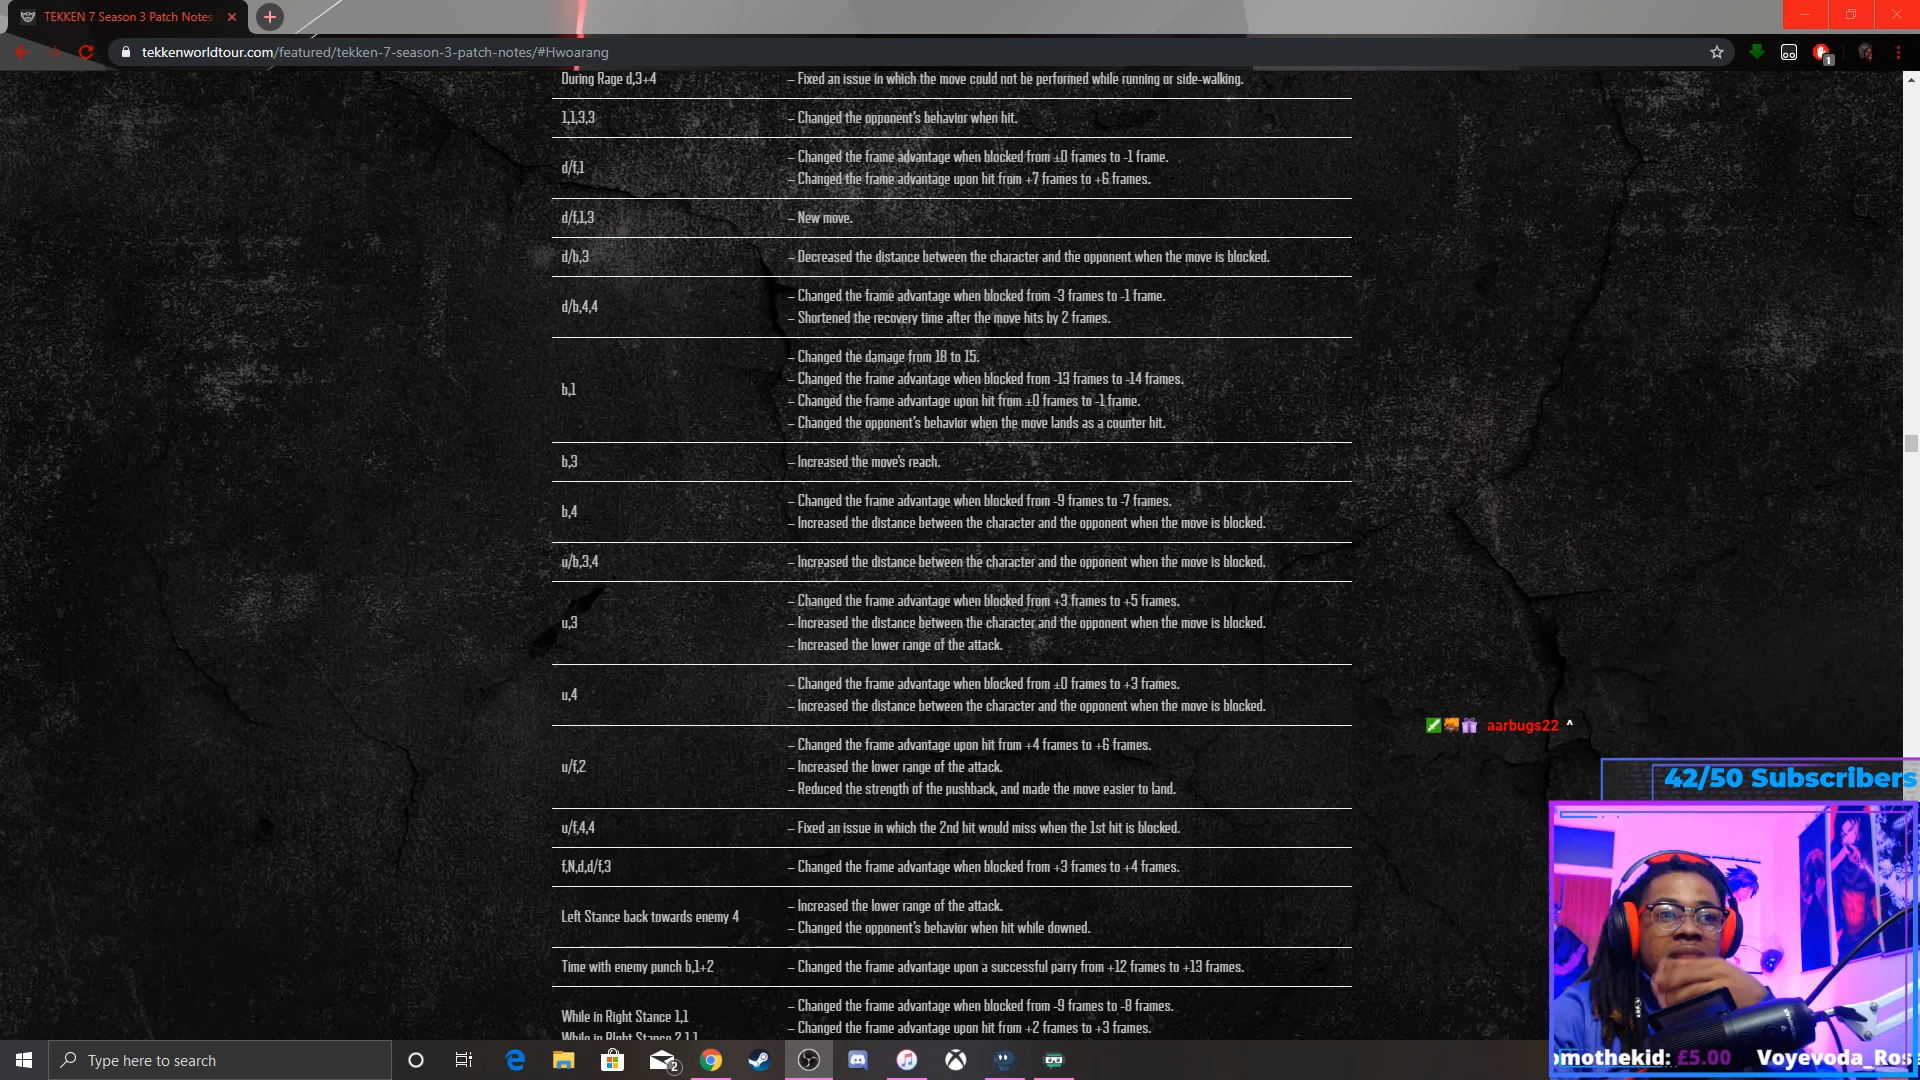 TEKKEN 7 Season 3 Patch Notes
tekkenworldtour.com/featured/tekken-7-season-3-patch-notes/#Hwoarang
1
During Rage d,3+4 – Fixed an issue in which the move could not be performed while running or side-walking.
1,1,3,3 – Changed the opponent's behavior when hit.
d/f,1 – Changed the frame advantage when blocked from ±0 frames to -1 frame.
– Changed the frame advantage upon hit from +7 frames to +6 frames.
d/f,1,3 – New move.
d/b,3 – Decreased the distance between the character and the opponent when the move is blocked.
d/b,4,4 – Changed the frame advantage when blocked from -3 frames to -1 frame.
– Shortened the recovery time after the move hits by 2 frames.
b,1 – Changed the damage from 18 to 15.
– Changed the frame advantage when blocked from -13 frames to -14 frames.
– Changed the frame advantage upon hit from ±0 frames to -1 frame.
– Changed the opponent's behavior when the move lands as a counter hit.
b,3 – Increased the move's reach.
b,4 – Changed the frame advantage when blocked from -9 frames to -7 frames.
– Increased the distance between the character and the opponent when the move is blocked.
u/b,3,4 – Increased the distance between the character and the opponent when the move is blocked.
u,3 – Changed the frame advantage when blocked from +3 frames to +5 frames.
– Increased the distance between the character and the opponent when the move is blocked.
– Increased the lower range of the attack.
u,4 – Changed the frame advantage when blocked from ±0 frames to +3 frames.
– Increased the distance between the character and the opponent when the move is blocked.
u/f,2 – Changed the frame advantage upon hit from +4 frames to +6 frames.
– Increased the lower range of the attack.
– Reduced the strength of the pushback, and made the move easier to land.
u/f,4,4 – Fixed an issue in which the 2nd hit would miss when the 1st hit is blocked.
f,N,d,d/f,3 – Changed the frame advantage when blocked from +3 frames to +4 frames.
Left Stance back towards enemy 4 – Increased the lower range of the attack.
– Changed the opponent's behavior when hit while downed.
Time with enemy punch b,1+2 – Changed the frame advantage upon a successful parry from +12 frames to +13 frames.
While in Right Stance 1,1 – Changed the frame advantage when blocked from -9 frames to -8 frames.
While in Right Stance 2,1,1 – Changed the frame advantage upon hit from +2 frames to +3 frames.
aarbugs22 ^
42/50 Subscribers
omothekid: £5.00 Voyevoda_Ros
Type here to search
2